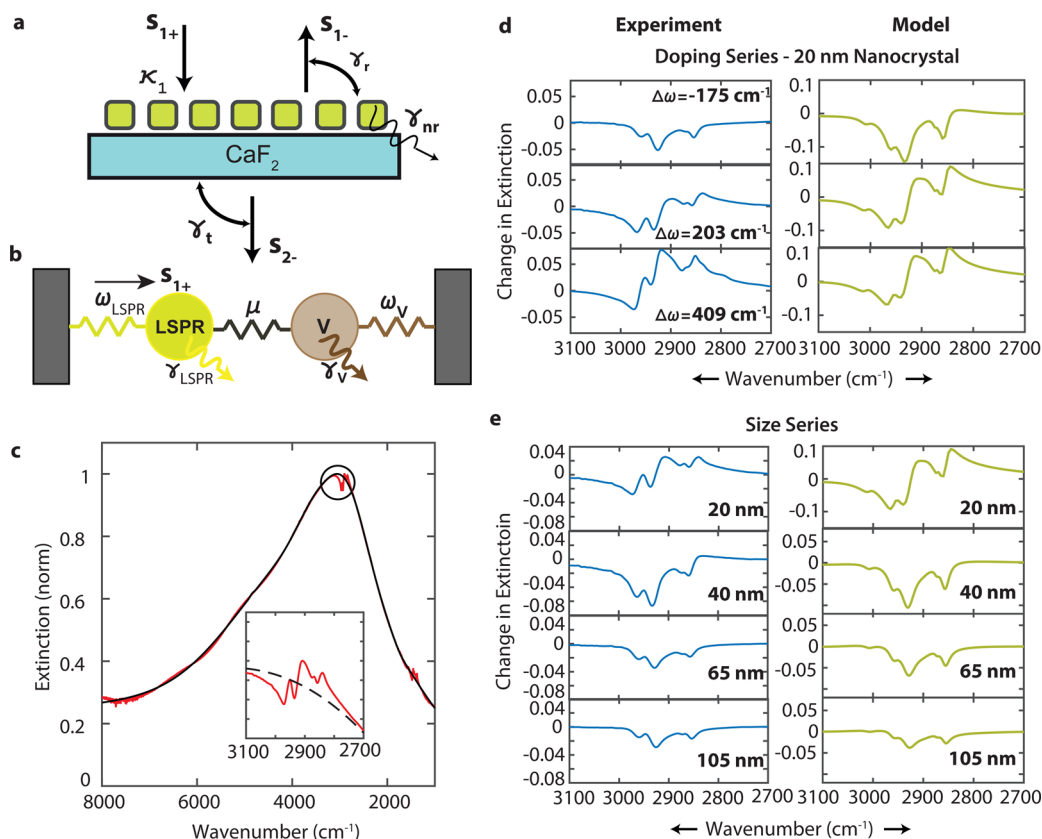 a
S1+
S1-
κ1
γr
γnr
CaF2
γt
S2-
b
S1+
ωLSPR
μ
ωV
LSPR
V
γLSPR
γV
c
Extinction (norm)
1
0.8
0.6
0.4
0.2
0
3100 2900 2700
8000 6000 4000 2000
Wavenumber (cm-1)
d
Experiment Model
Doping Series - 20 nm Nanocrystal
Change in Extinction
0.05
0
-0.05
Δω=-175 cm-1
0.1
0
-0.1
0.05
0
-0.05
Δω=203 cm-1
0.1
0
-0.1
0.05
0
-0.05
Δω=409 cm-1
0.1
0
-0.1
3100 3000 2900 2800 2700
3100 3000 2900 2800 2700
← Wavenumber (cm-1) →
e
Size Series
Change in Extinctoin
0.04
0
-0.04
-0.08
20 nm
0.1
0
-0.1
20 nm
0.04
0
-0.04
-0.08
40 nm
0.05
0
-0.05
-0.1
40 nm
0.04
0
-0.04
-0.08
65 nm
0.05
0
-0.05
-0.1
65 nm
0.04
0
-0.04
-0.08
105 nm
0.05
0
-0.05
105 nm
3100 3000 2900 2800 2700
3100 3000 2900 2800 2700
← Wavenumber (cm-1) →